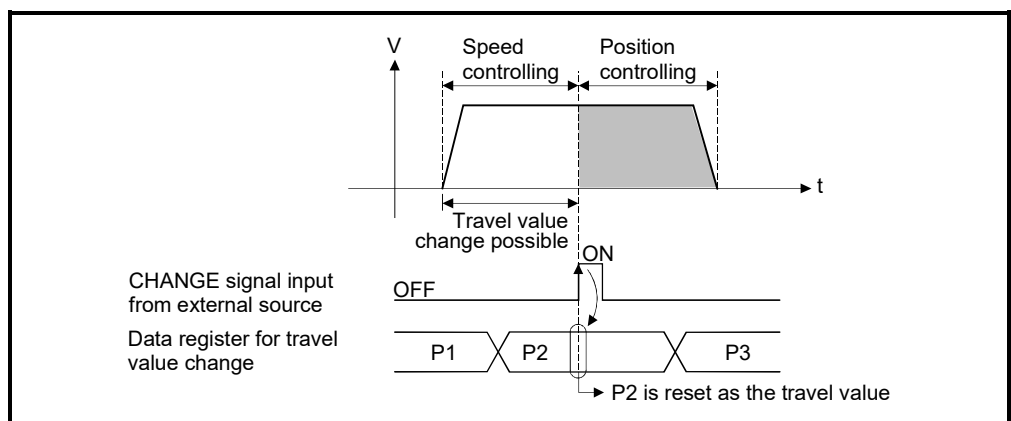 V
Speed
controlling
Position
controlling
t
Travel value
change possible
ON
CHANGE signal input
from external source
OFF
Data register for travel
value change
P1
P2
P3
P2 is reset as the travel value